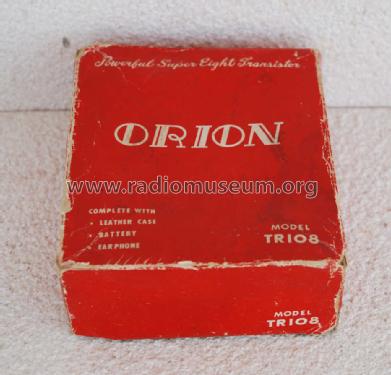 Powerful Super Eight Transistor
ORION
www.radiomuseum.org
COMPLETE WITH
• LEATHER CASE
• BATTERY
• EARPHONE
MODEL
TR108
MODEL
TR108